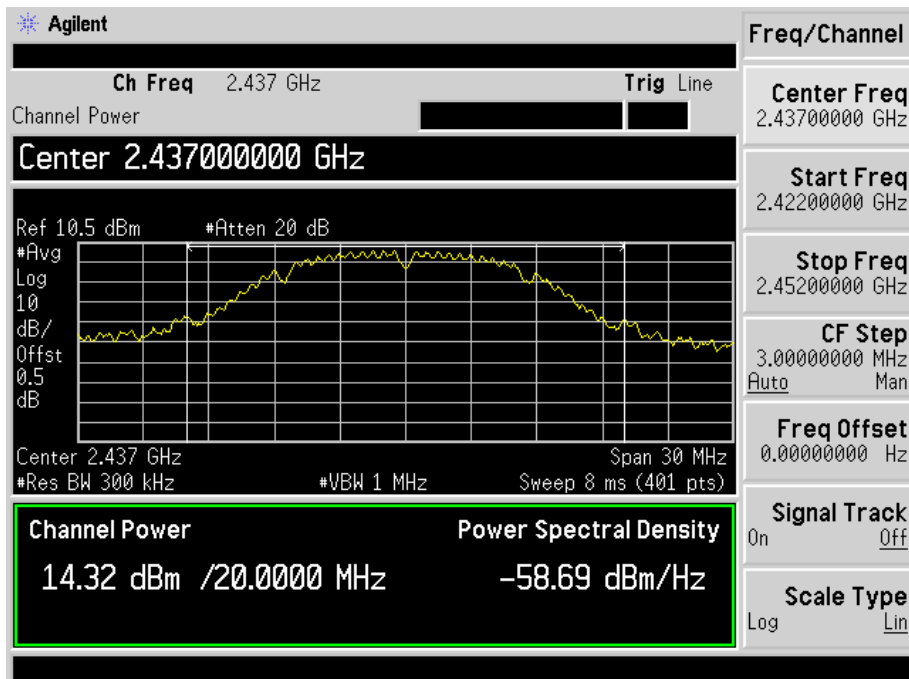 Agilent
Freq/Channel
Ch Freq 2.437 GHz Trig Line
Channel Power
Center 2.437000000 GHz
Ref 10.5 dBm #Atten 20 dB
#Avg
Log
10
dB/
Offst
0.5
dB
Center 2.437 GHz Span 30 MHz
#Res BW 300 kHz #VBW 1 MHz Sweep 8 ms (401 pts)
Channel Power Power Spectral Density
14.32 dBm /20.0000 MHz -58.69 dBm/Hz
Center Freq
2.43700000 GHz
Start Freq
2.42200000 GHz
Stop Freq
2.45200000 GHz
CF Step
3.00000000 MHz
Auto Man
Freq Offset
0.00000000 Hz
Signal Track
On Off
Scale Type
Log Lin